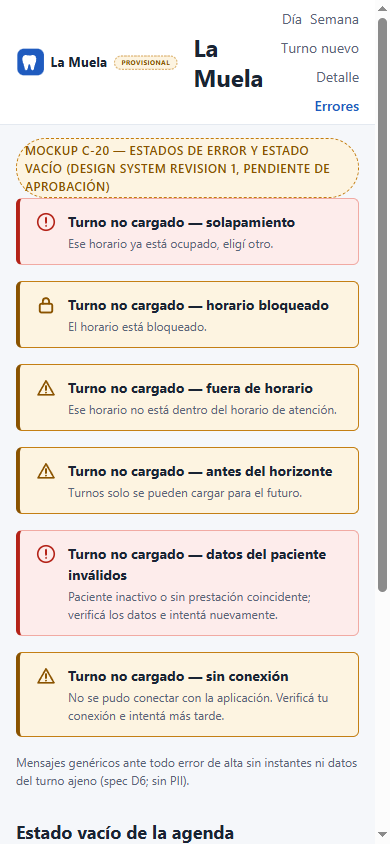 La Muela
PROVISIONAL
La
Muela
Día Semana
Turno nuevo
Detalle
Errores
MOCKUP C-20 — ESTADOS DE ERROR Y ESTADO
VACÍO (DESIGN SYSTEM REVISION 1, PENDIENTE DE
APROBACIÓN)
Turno no cargado — solapamiento
Ese horario ya está ocupado, eligí otro.
Turno no cargado — horario bloqueado
El horario está bloqueado.
Turno no cargado — fuera de horario
Ese horario no está dentro del horario de atención.
Turno no cargado — antes del horizonte
Turnos solo se pueden cargar para el futuro.
Turno no cargado — datos del paciente
inválidos
Paciente inactivo o sin prestación coincidente;
verificá los datos e intentá nuevamente.
Turno no cargado — sin conexión
No se pudo conectar con la aplicación. Verificá tu
conexión e intentá más tarde.
Mensajes genéricos ante todo error de alta sin instantes ni datos
del turno ajeno (spec D6; sin PII).
Estado vacío de la agenda